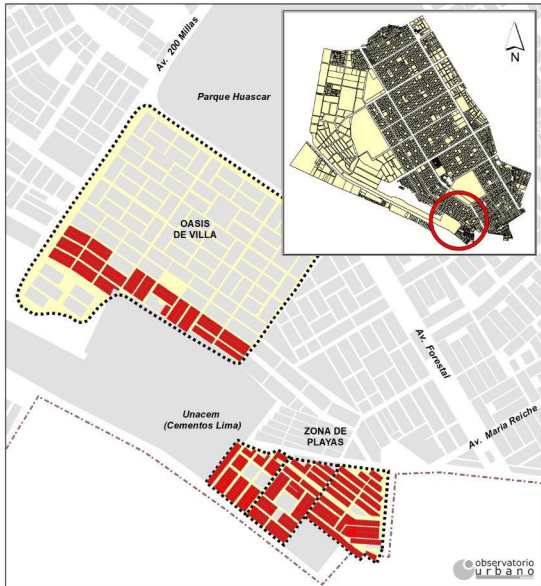 Av. 200 Millas
Parque Huascar
N
OASIS
DE VILLA
Av. Forestal
Unacem
(Cementos Lima)
ZONA DE
PLAYAS
Av. Maria Reiche
observatorio
urbano